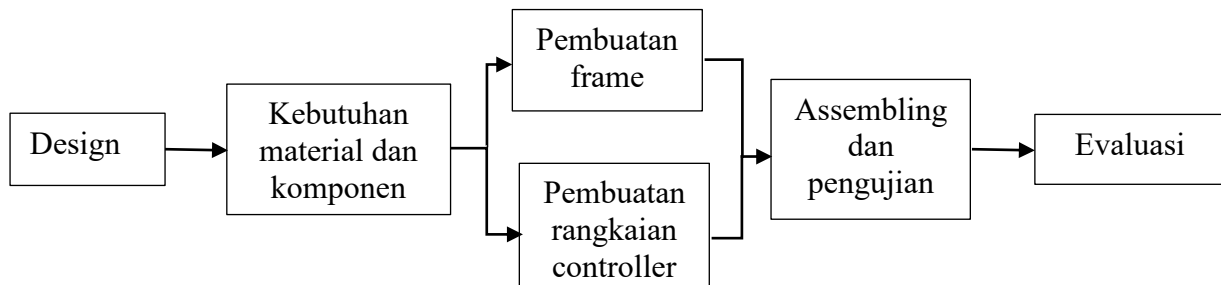 Design
Kebutuhan
material dan
komponen
Pembuatan
frame
Pembuatan
rangkaian
controller
Assembling
dan
pengujian
Evaluasi